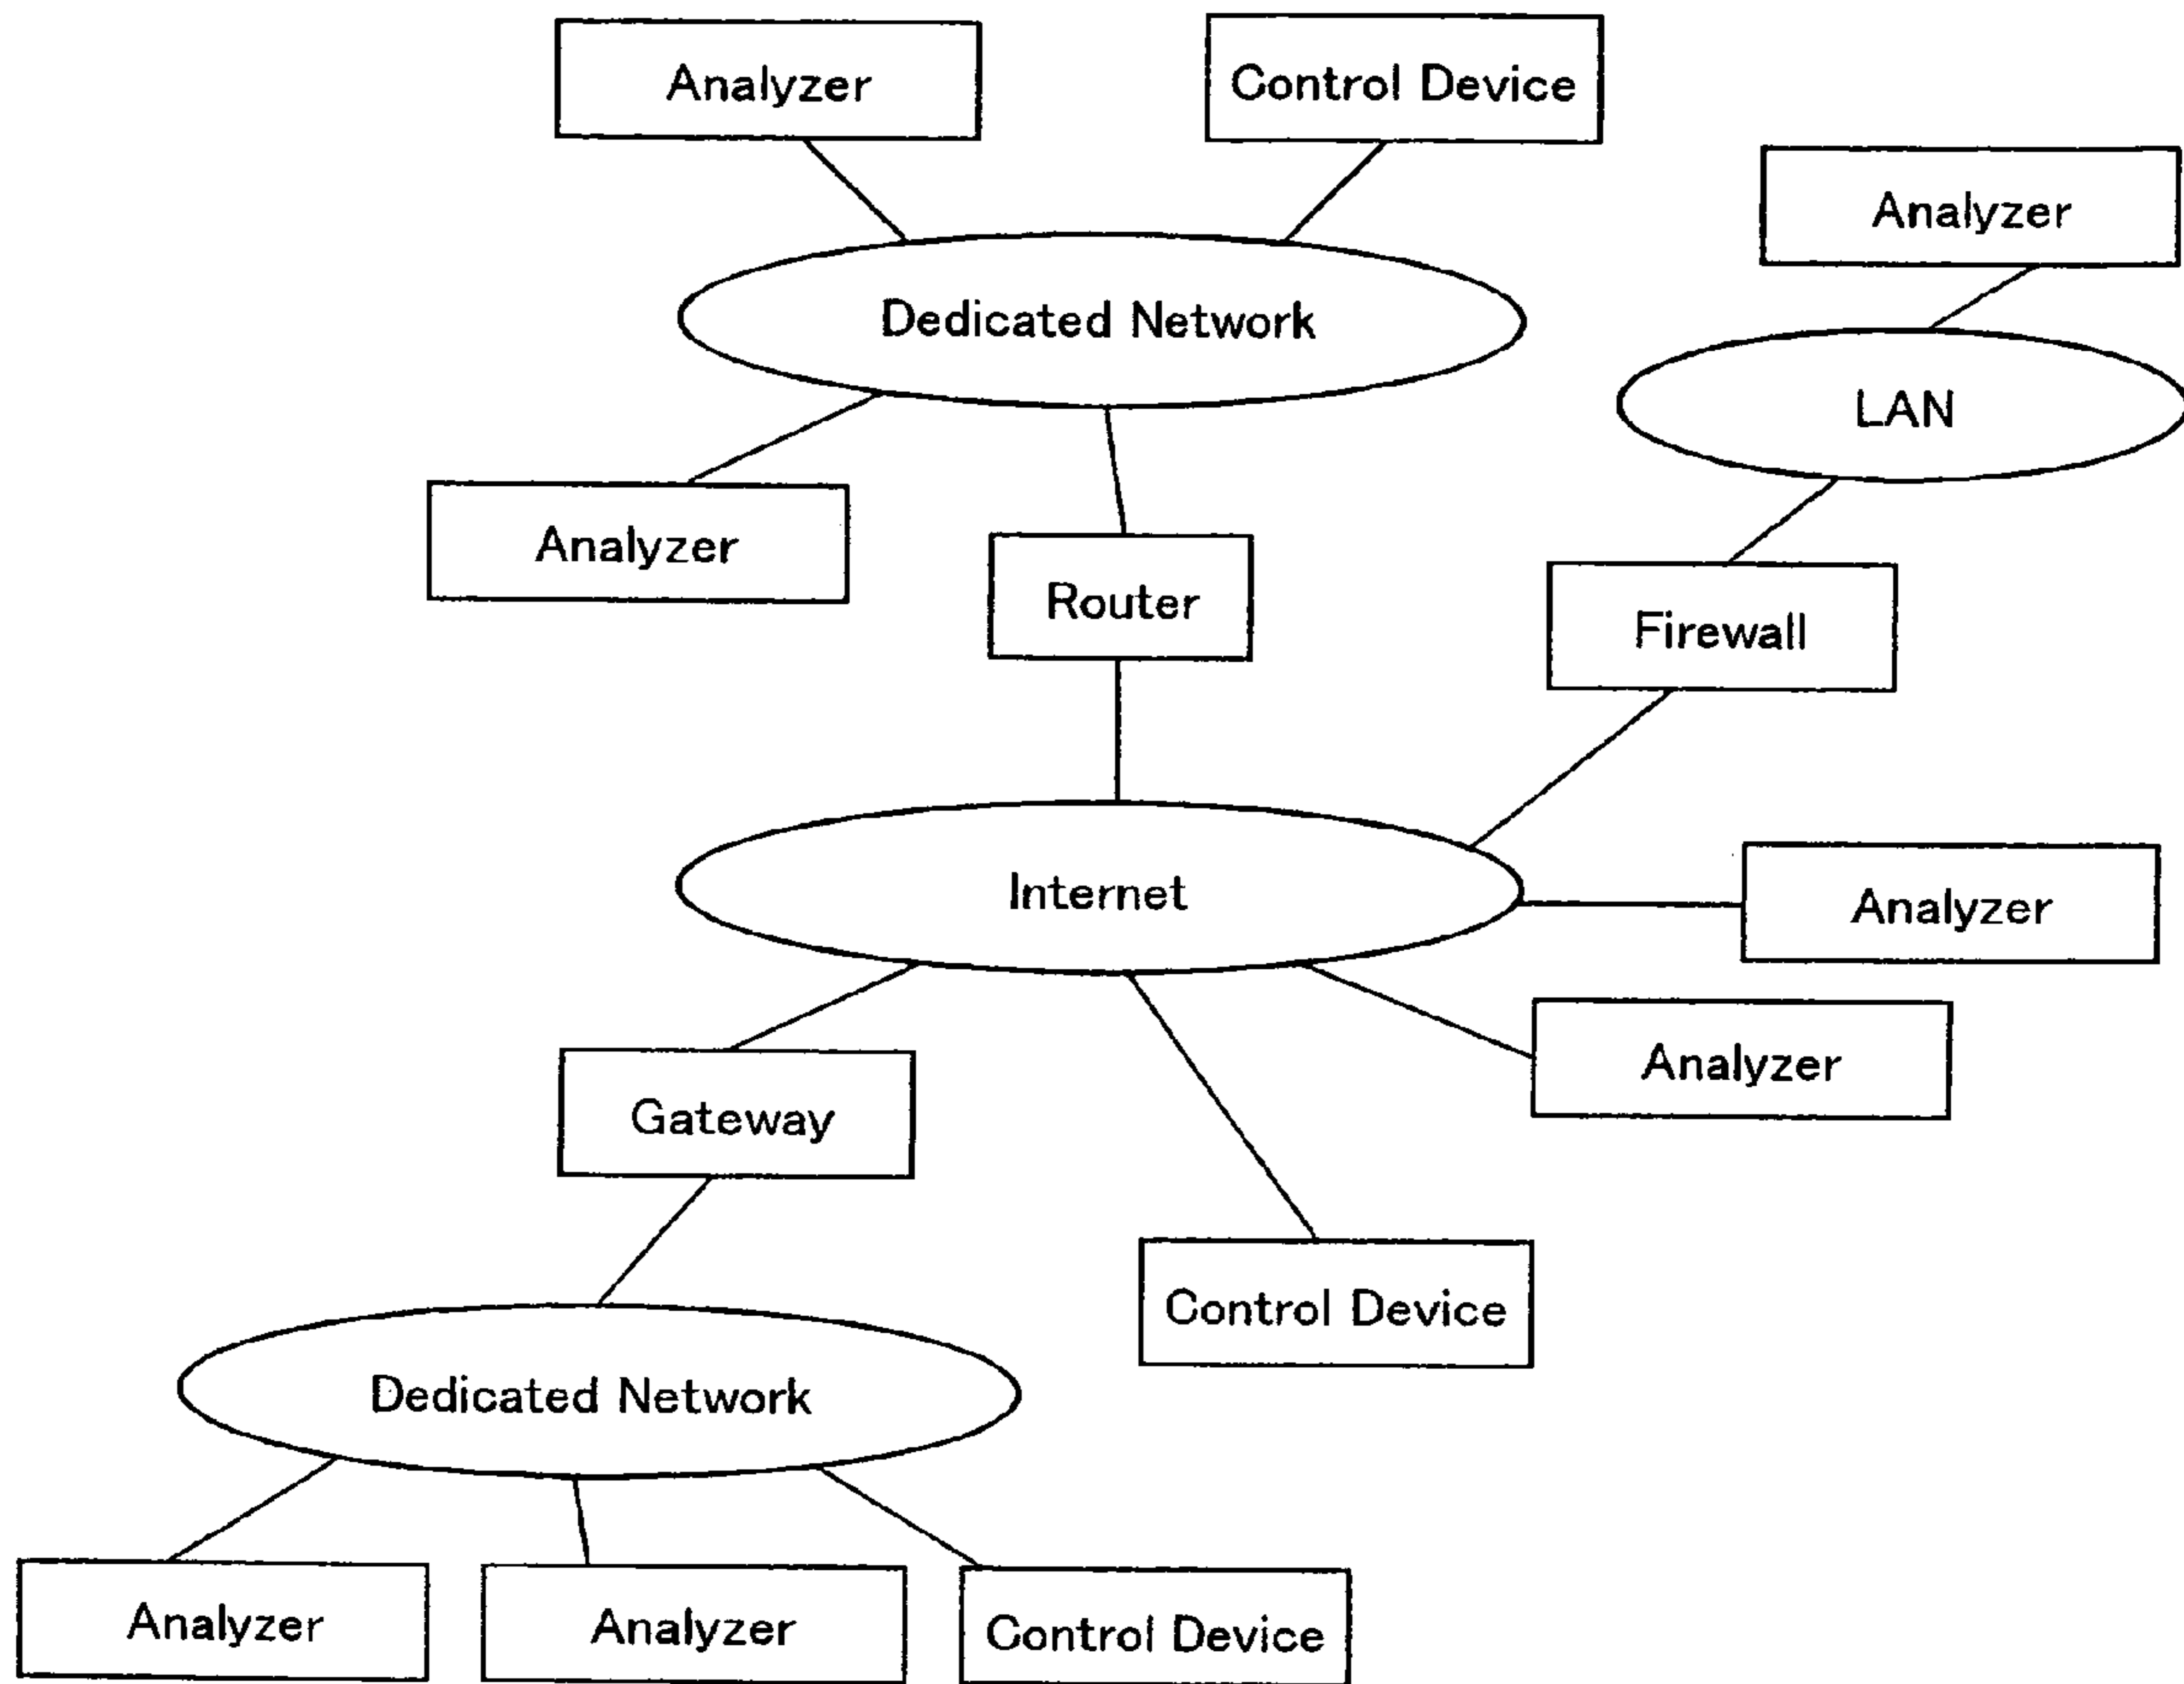 Analyzer
Control Device
Analyzer
Dedicated Network
LAN
Analyzer
Router
Firewall
Internet
Analyzer
Analyzer
Gateway
Control Device
Dedicated Network
Analyzer
Analyzer
Control Device